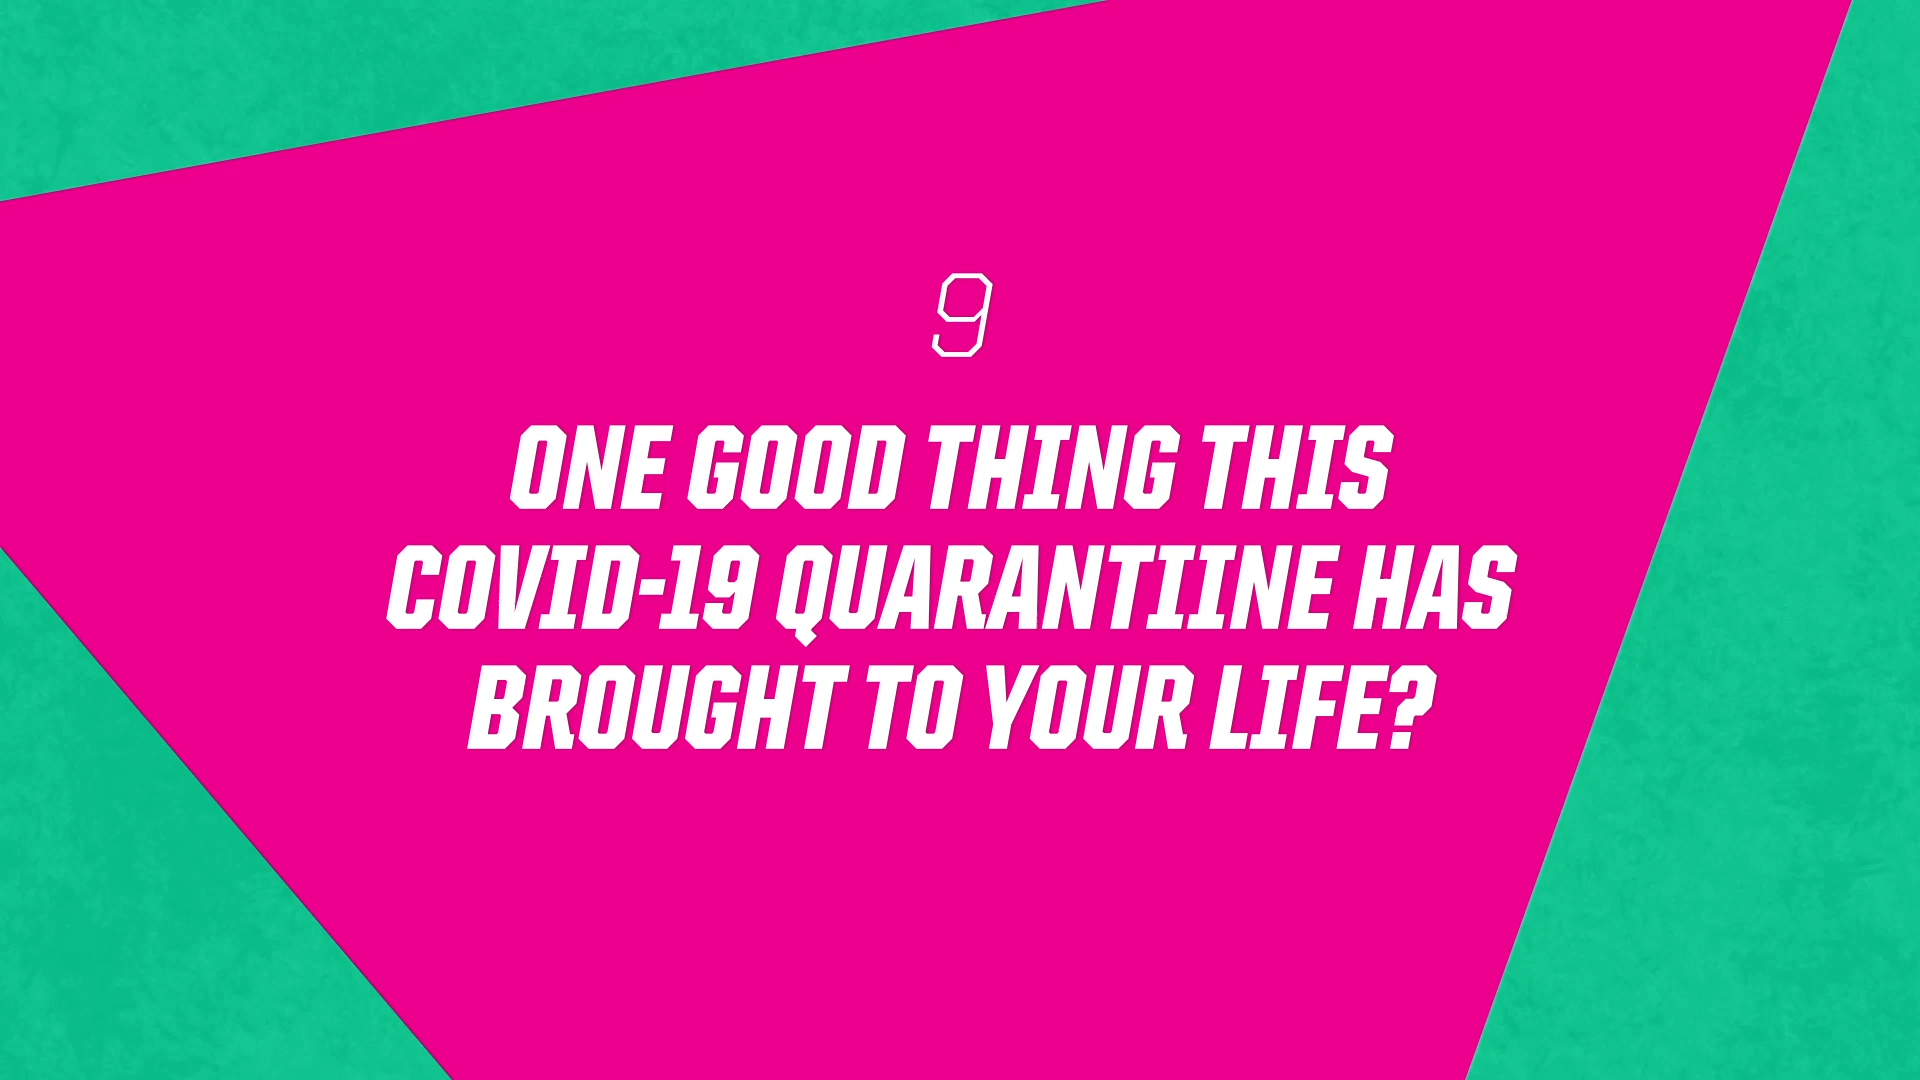 9
ONE GOOD THING THIS
COVID-19 QUARANTIINE HAS
BROUGHT TO YOUR LIFE?